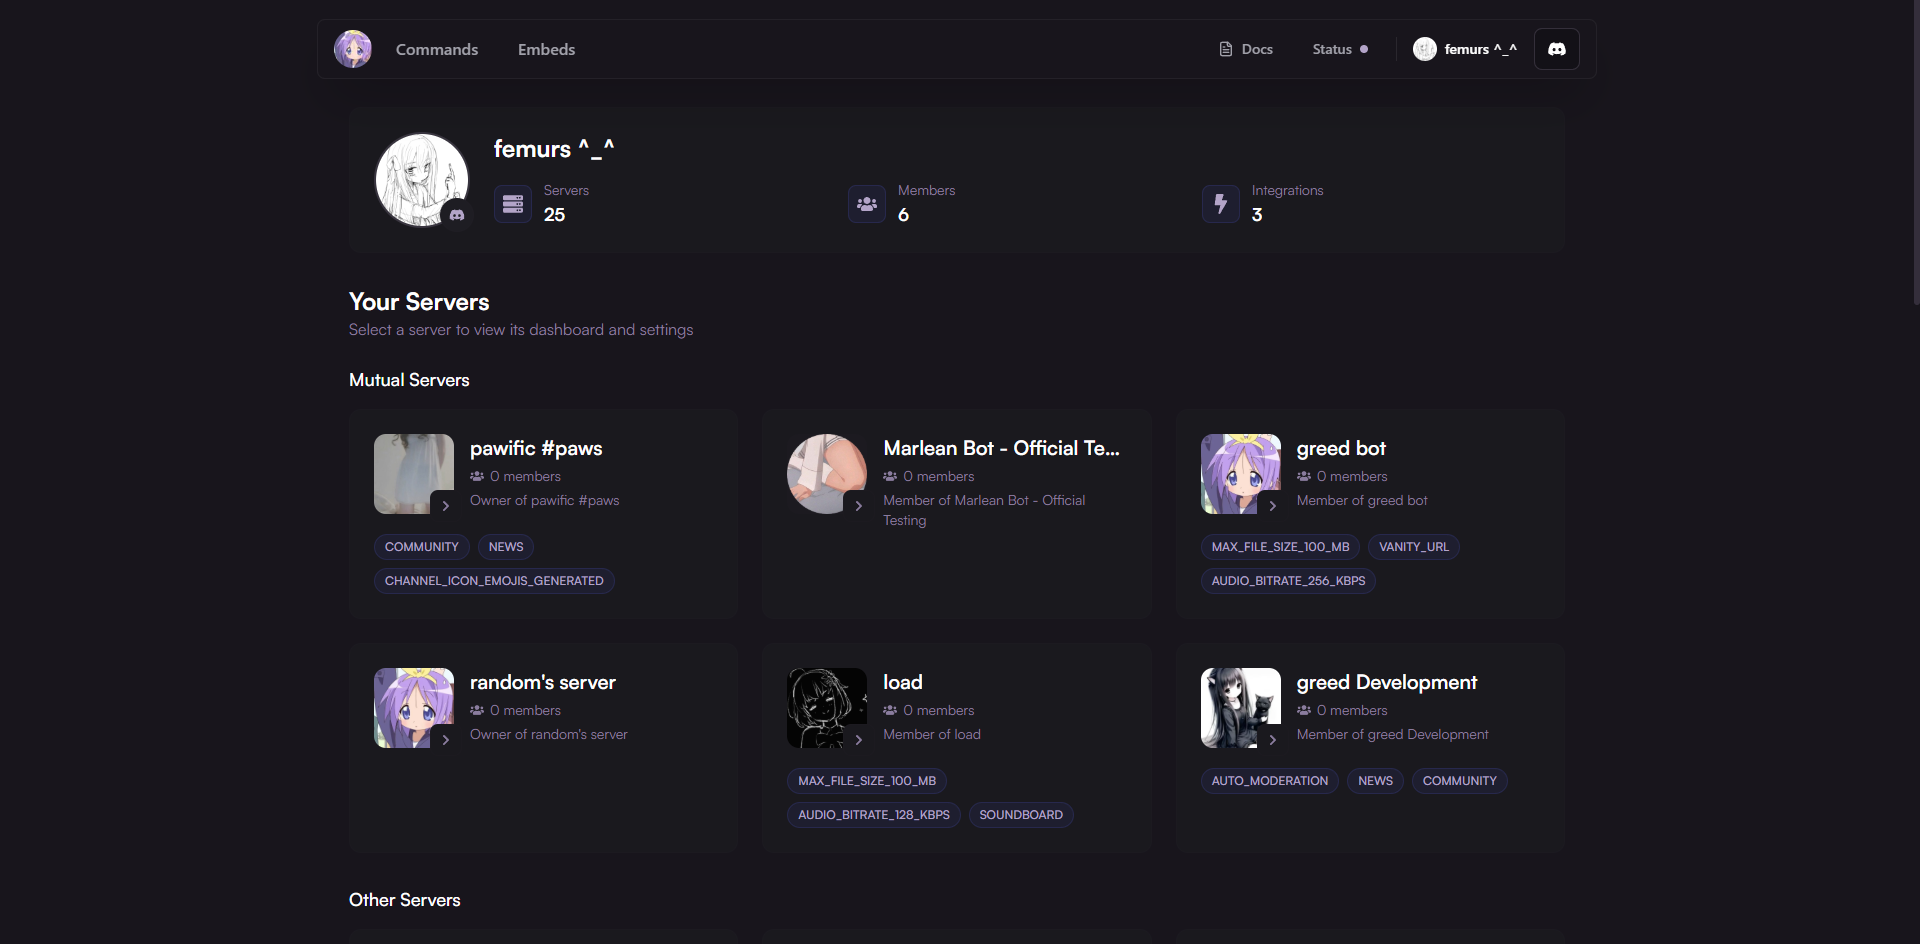 Commands
Embeds
Docs
Status
femurs ^_^
femurs ^_^
Servers
25
Members
6
Integrations
3
Your Servers
Select a server to view its dashboard and settings
Mutual Servers
pawific #paws
0 members
Owner of pawific #paws
COMMUNITY
NEWS
CHANNEL_ICON_EMOJIS_GENERATED
Marlean Bot - Official Te...
0 members
Member of Marlean Bot - Official
Testing
greed bot
0 members
Member of greed bot
MAX_FILE_SIZE_100_MB
VANITY_URL
AUDIO_BITRATE_256_KBPS
random's server
0 members
Owner of random's server
load
0 members
Member of load
MAX_FILE_SIZE_100_MB
AUDIO_BITRATE_128_KBPS
SOUNDBOARD
greed Development
0 members
Member of greed Development
AUTO_MODERATION
NEWS
COMMUNITY
Other Servers